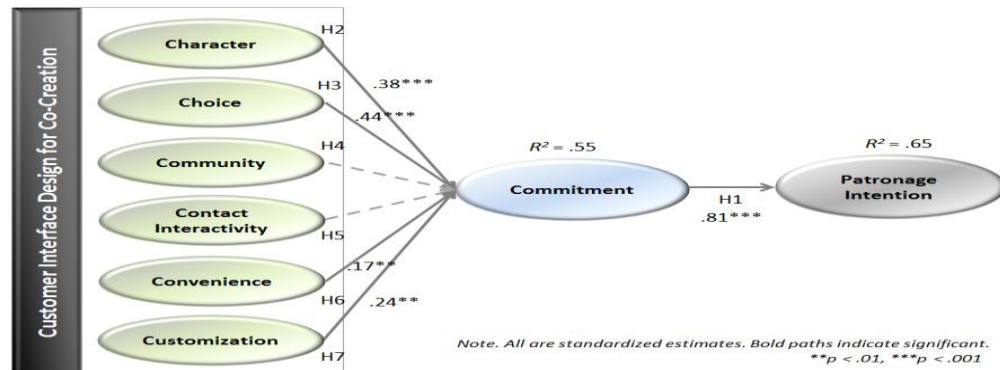 Customer Interface Design for Co-Creation
Character
H2
.38***
Choice
H3
.44***
Community
H4
Contact
Interactivity
H5
.17**
Convenience
H6
.24**
Customization
H7
R² = .55
Commitment
H1
.81***
R² = .65
Patronage
Intention
Note. All are standardized estimates. Bold paths indicate significant.
**p < .01, ***p < .001